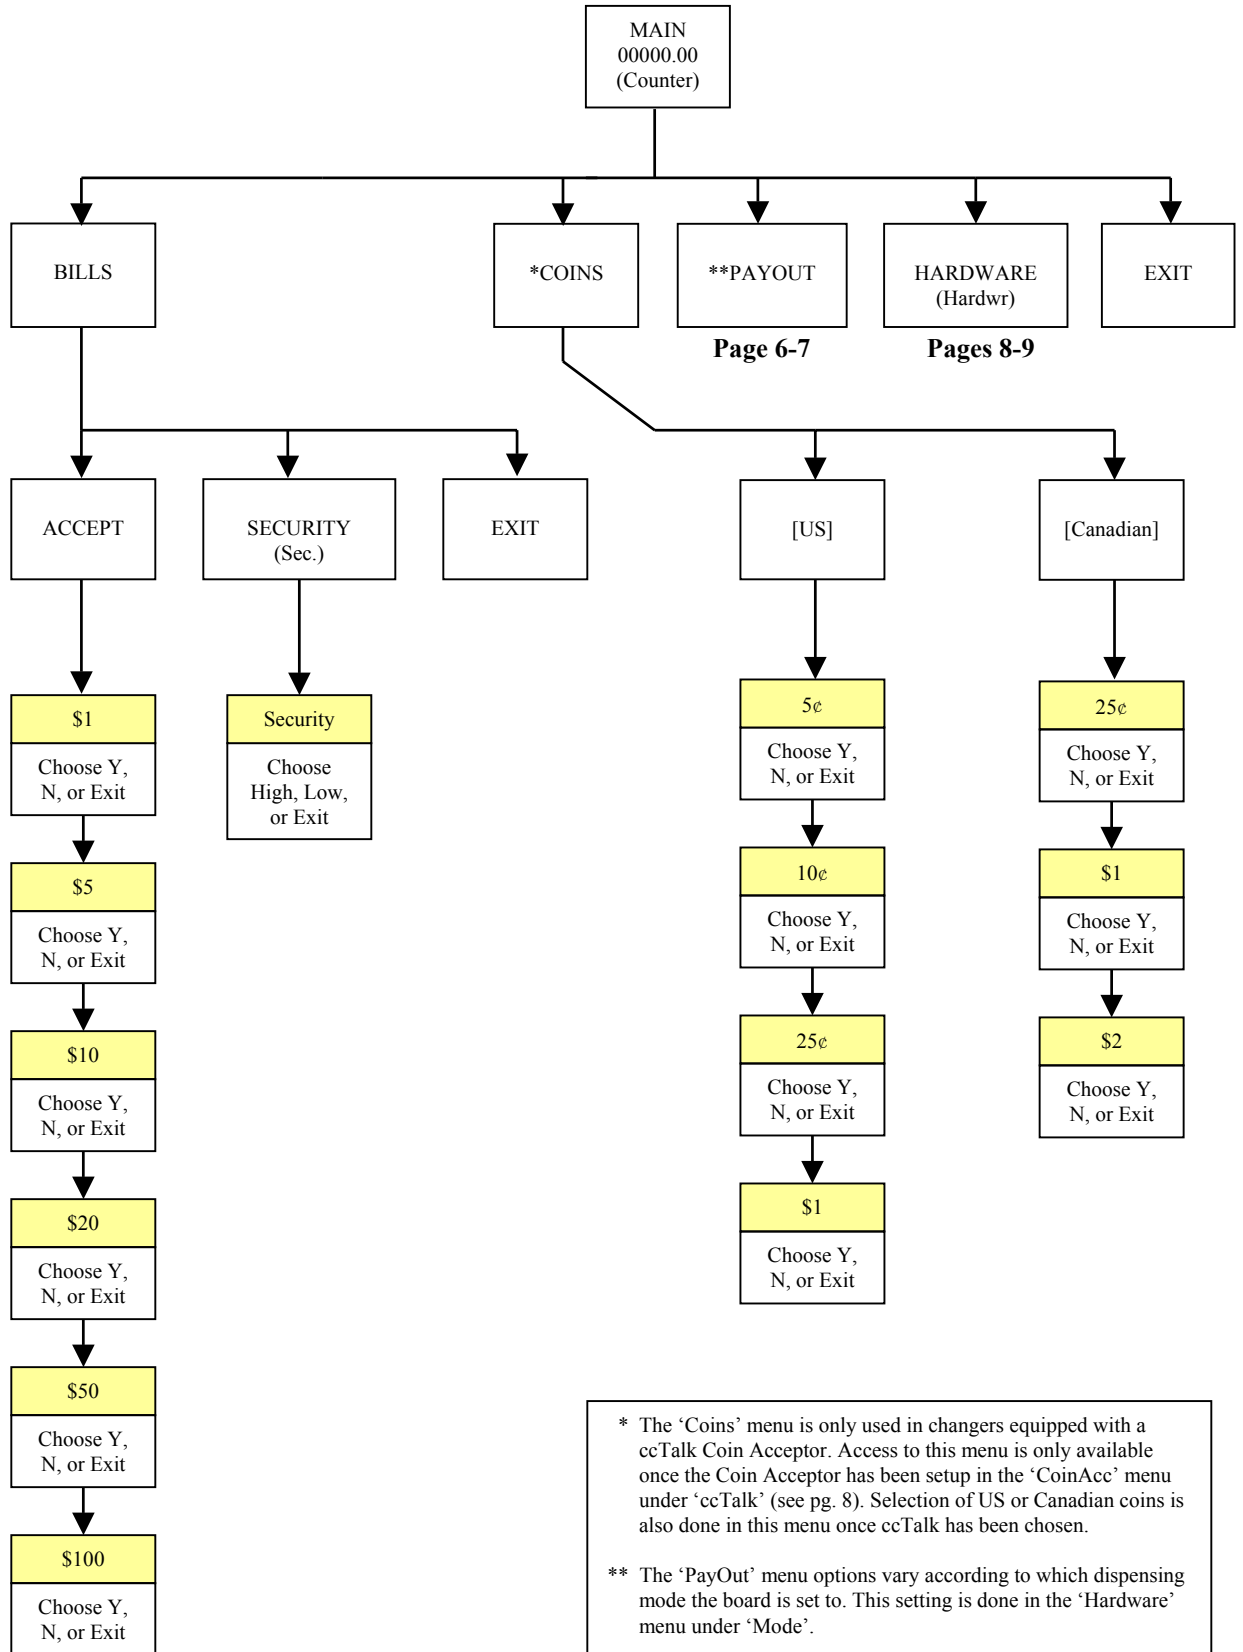 MAIN
00000.00
(Counter)
BILLS
*COINS
**PAYOUT
HARDWARE
(Hardwr)
EXIT
Page 6-7
Pages 8-9
ACCEPT
SECURITY
(Sec.)
EXIT
[US]
[Canadian]
$1
Choose Y,
N, or Exit
$5
Choose Y,
N, or Exit
$10
Choose Y,
N, or Exit
$20
Choose Y,
N, or Exit
$50
Choose Y,
N, or Exit
$100
Choose Y,
N, or Exit
Security
Choose
High, Low,
or Exit
5¢
Choose Y,
N, or Exit
10¢
Choose Y,
N, or Exit
25¢
Choose Y,
N, or Exit
$1
Choose Y,
N, or Exit
25¢
Choose Y,
N, or Exit
$1
Choose Y,
N, or Exit
$2
Choose Y,
N, or Exit
* The ‘Coins’ menu is only used in changers equipped with a
ccTalk Coin Acceptor. Access to this menu is only available
once the Coin Acceptor has been setup in the ‘CoinAcc’ menu
under ‘ccTalk’ (see pg. 8). Selection of US or Canadian coins is
also done in this menu once ccTalk has been chosen.
** The ‘PayOut’ menu options vary according to which dispensing
mode the board is set to. This setting is done in the ‘Hardware’
menu under ‘Mode’.